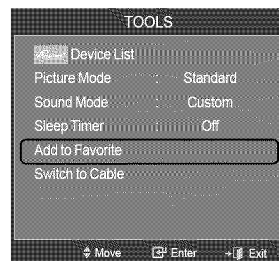 TOOLS
Device List
Picture Mode : Standard
Sound Mode : Custom
Sleep Timer : Off
Add to Favorite
Switch to Cable
Move Enter Exit